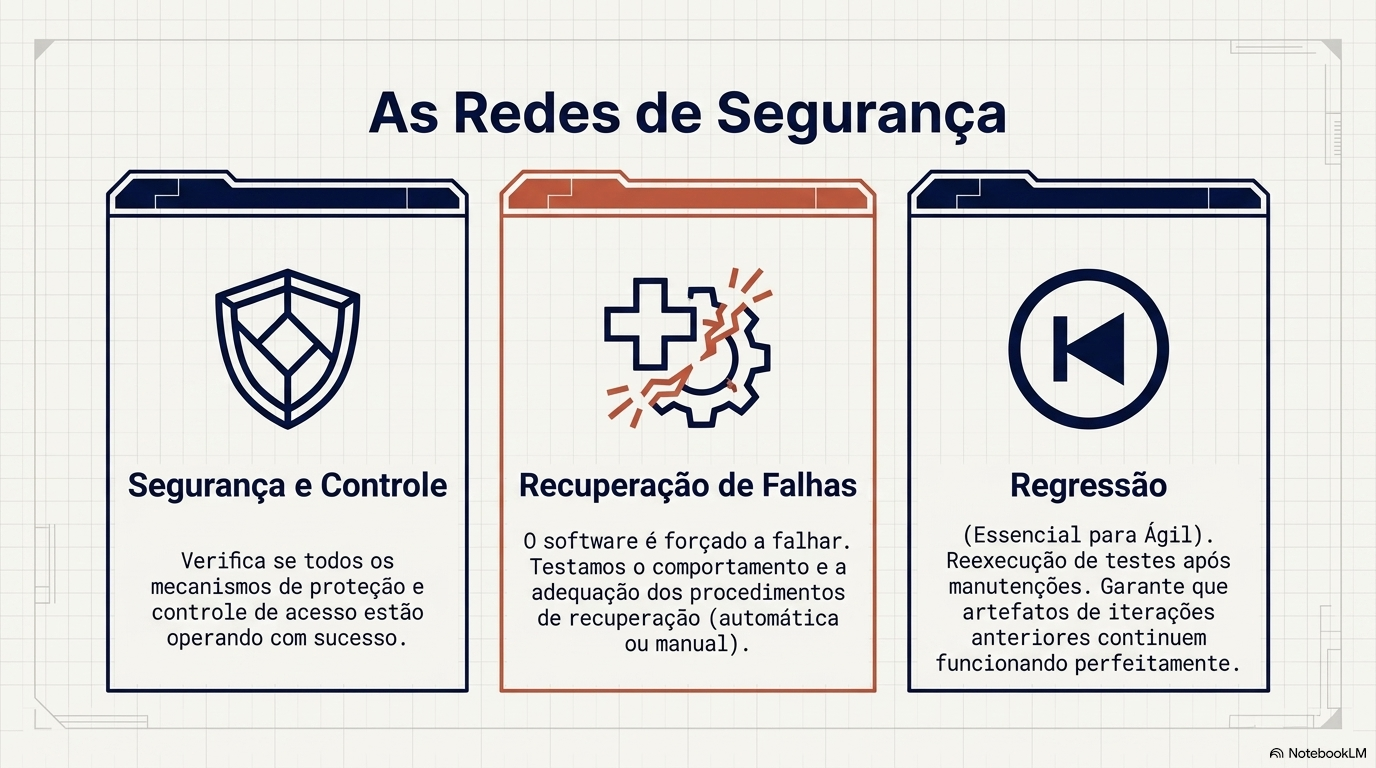 As Redes de Segurança
Segurança e Controle
Verifica se todos os
mecanismos de proteção e
controle de acesso estão
operando com sucesso.
Recuperação de Falhas
O software é forçado a falhar.
Testamos o comportamento e a
adequação dos procedimentos
de recuperação (automática
ou manual).
Regressão
(Essencial para Ágil).
Reexecução de testes após
manutenções. Garante que
artefatos de iterações
anteriores continuem
funcionando perfeitamente.
NotebookLM